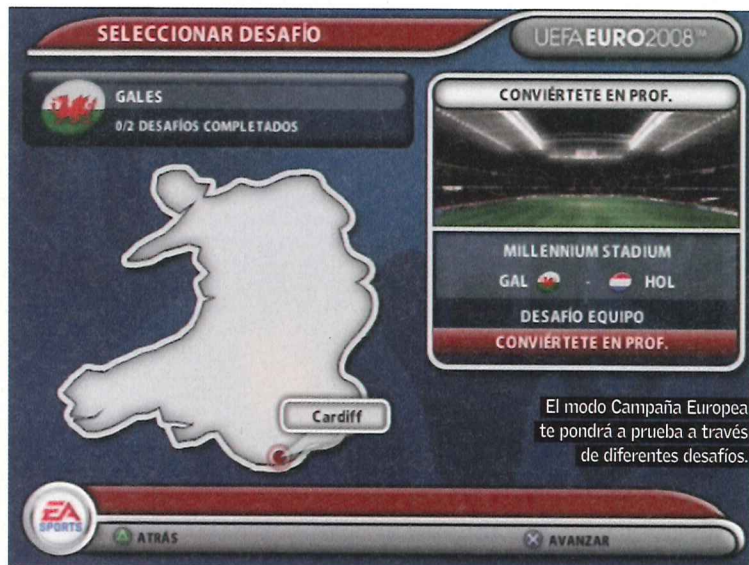 SELECCIONAR DESAFÍO
UEFA EURO2008™
GALES
0/2 DESAFÍOS COMPLETADOS
CONVIÉRTETE EN PROF.
MILLENNIUM STADIUM
GAL - HOL
DESAFÍO EQUIPO
CONVIÉRTETE EN PROF.
Cardiff
El modo Campaña Europea
te pondrá a prueba a través
de diferentes desafíos.
EA
SPORTS
ATRÁS
AVANZAR